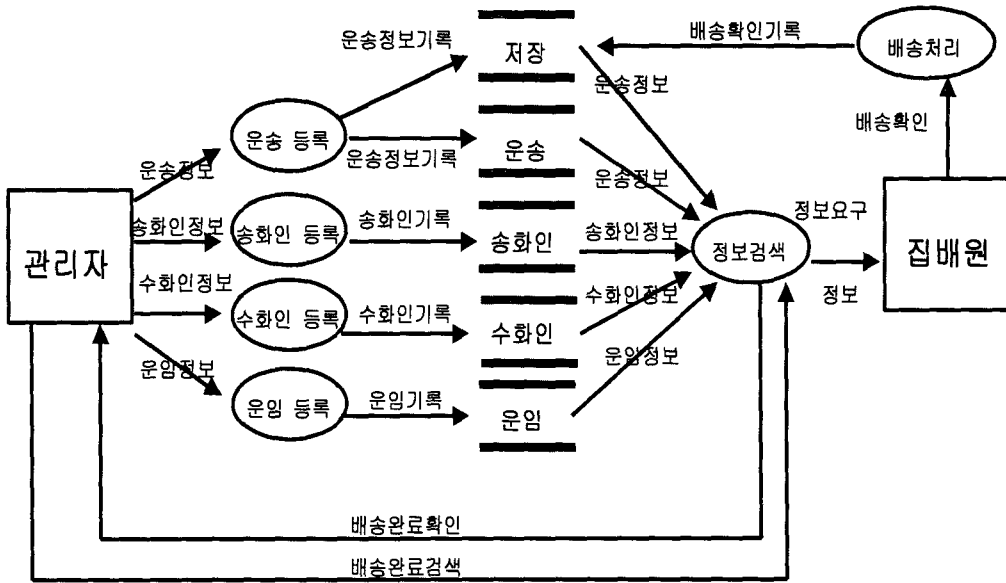 운송정보기록
저장
배송확인기록
배송처리
운송정보
배송확인
운송 등록
운송정보기록
운송
운송정보
운송정보
관리자
송화인정보
송화인 등록
송화인기록
송화인
송화인정보
정보검색
정보요구
집배원
정보
수화인정보
수화인 등록
수화인기록
수화인
수화인정보
운임정보
운임 등록
운임기록
운임
운임정보
배송완료확인
배송완료검색